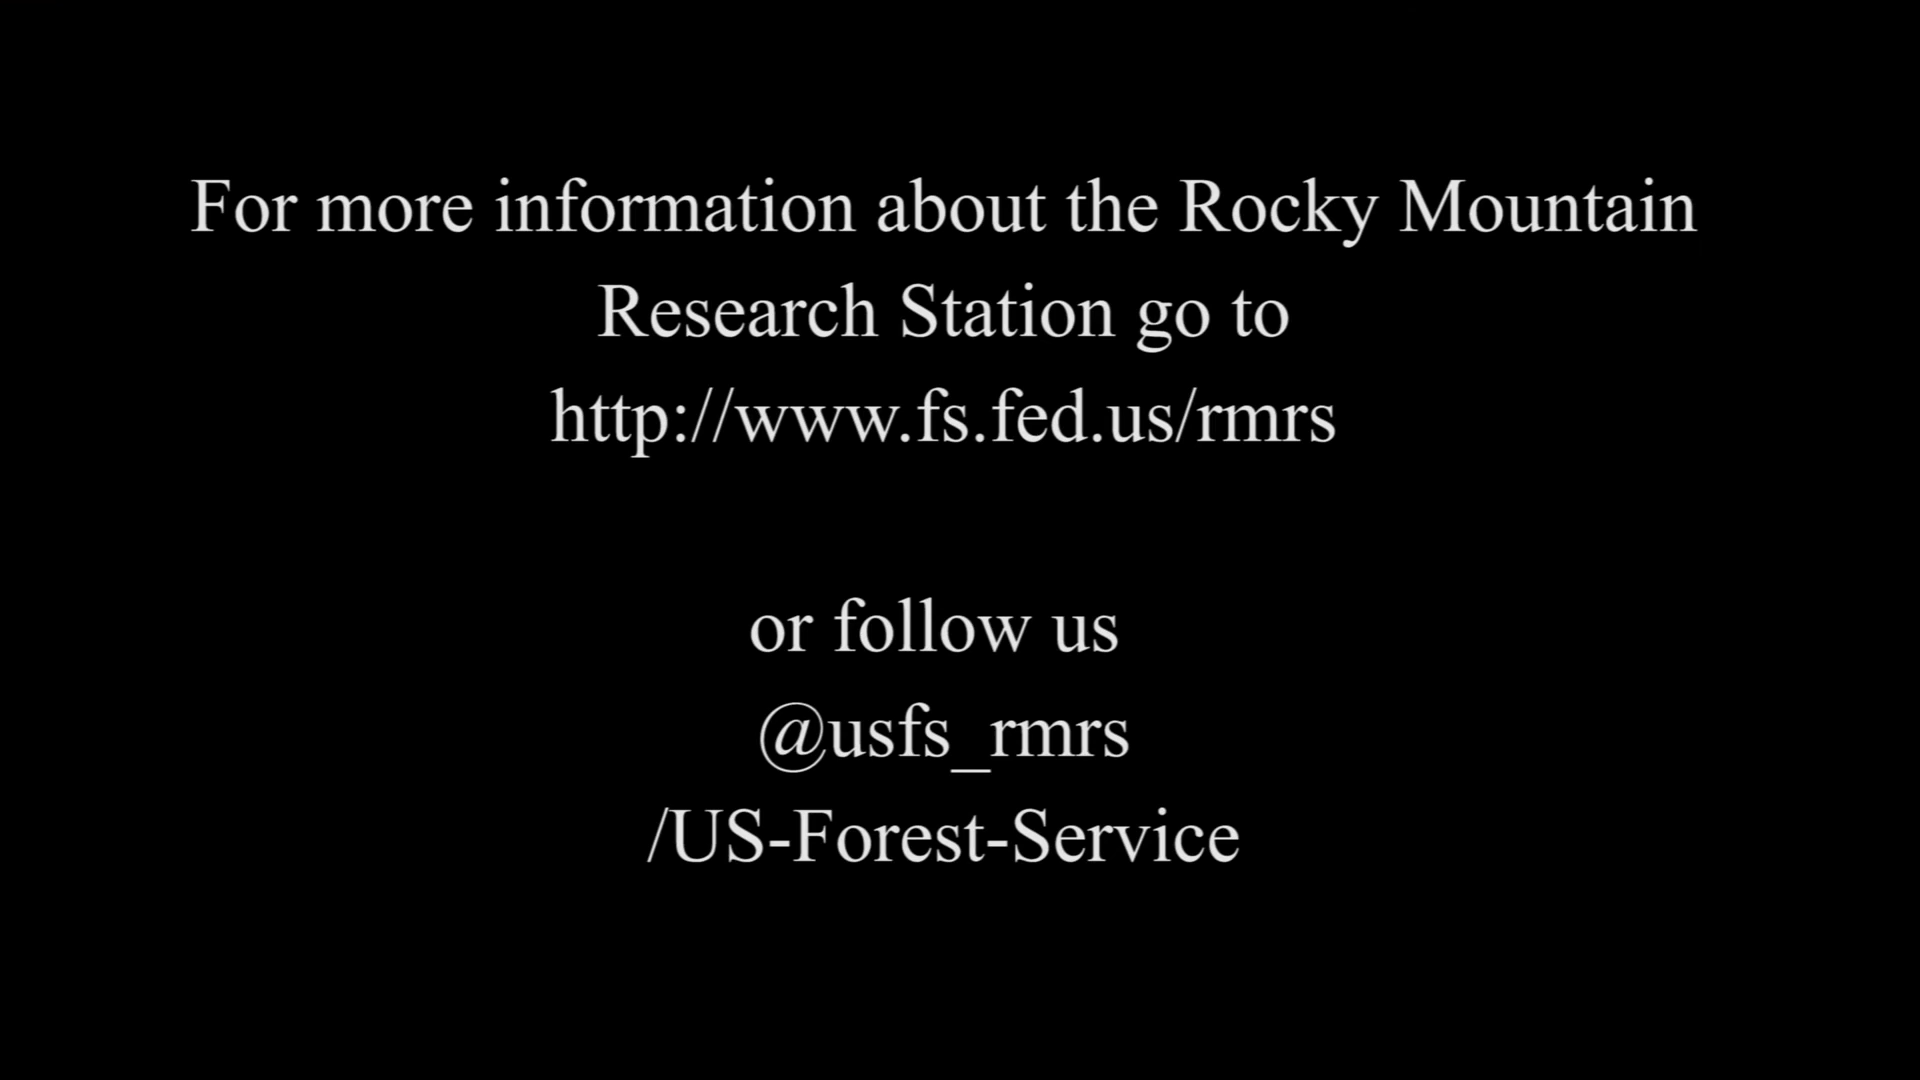 For more information about the Rocky Mountain
Research Station go to
http://www.fs.fed.us/rmrs
or follow us
@usfs_rmrs
/US-Forest-Service